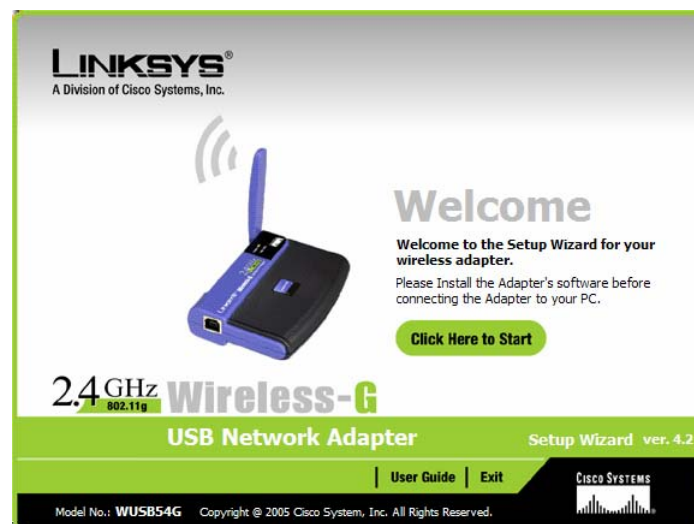 LINKSYS®
A Division of Cisco Systems, Inc.
Welcome
Welcome to the Setup Wizard for your
wireless adapter.
Please Install the Adapter's software before
connecting the Adapter to your PC.
Click Here to Start
2.4 GHz
802.11g
Wireless-G
USB Network Adapter
Setup Wizard ver. 4.2
User Guide
Exit
CISCO SYSTEMS
Model No.: WUSB54G Copyright @ 2005 Cisco System, Inc. All Rights Reserved.